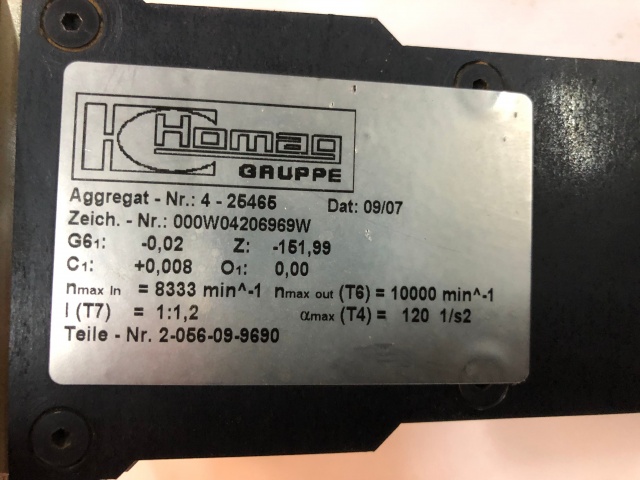 HC Homag
GRUPPE
Aggregat - Nr.: 4 - 25465 Dat: 09/07
Zeich. - Nr.: 000W04206969W
G61: -0,02 Z: -151,99
C1: +0,008 O1: 0,00
nmax in = 8333 min^-1 nmax out (T6) = 10000 min^-1
I (T7) = 1:1,2 αmax (T4) = 120 1/s2
Teile - Nr. 2-056-09-9690